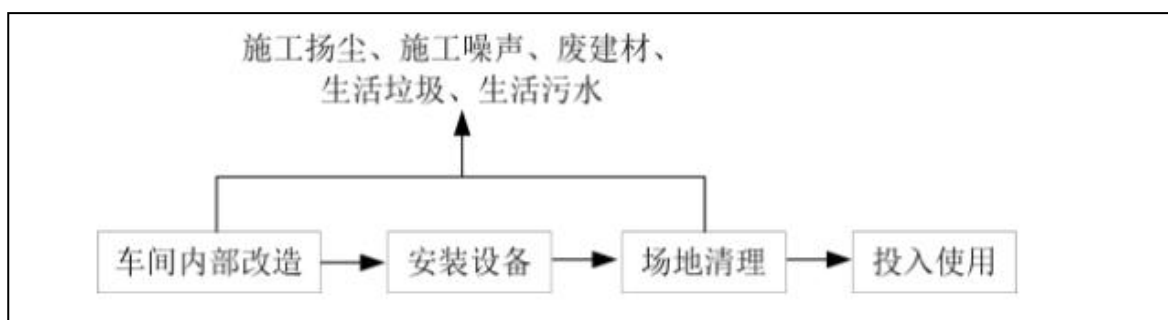 施工扬尘、施工噪声、废建材、
生活垃圾、生活污水
车间内部改造
安装设备
场地清理
投入使用